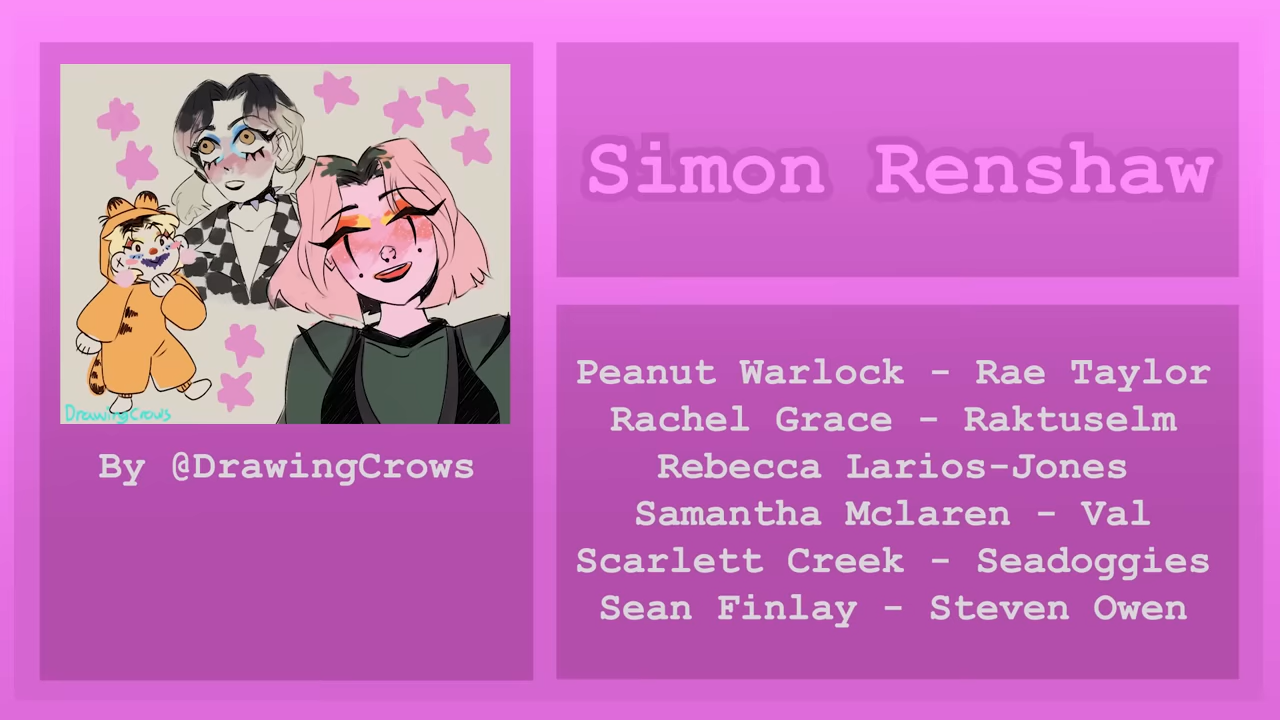 DrawingCrows
By @DrawingCrows
Simon Renshaw
Peanut Warlock - Rae Taylor
Rachel Grace - Raktuselm
Rebecca Larios-Jones
Samantha Mclaren - Val
Scarlett Creek - Seadoggies
Sean Finlay - Steven Owen